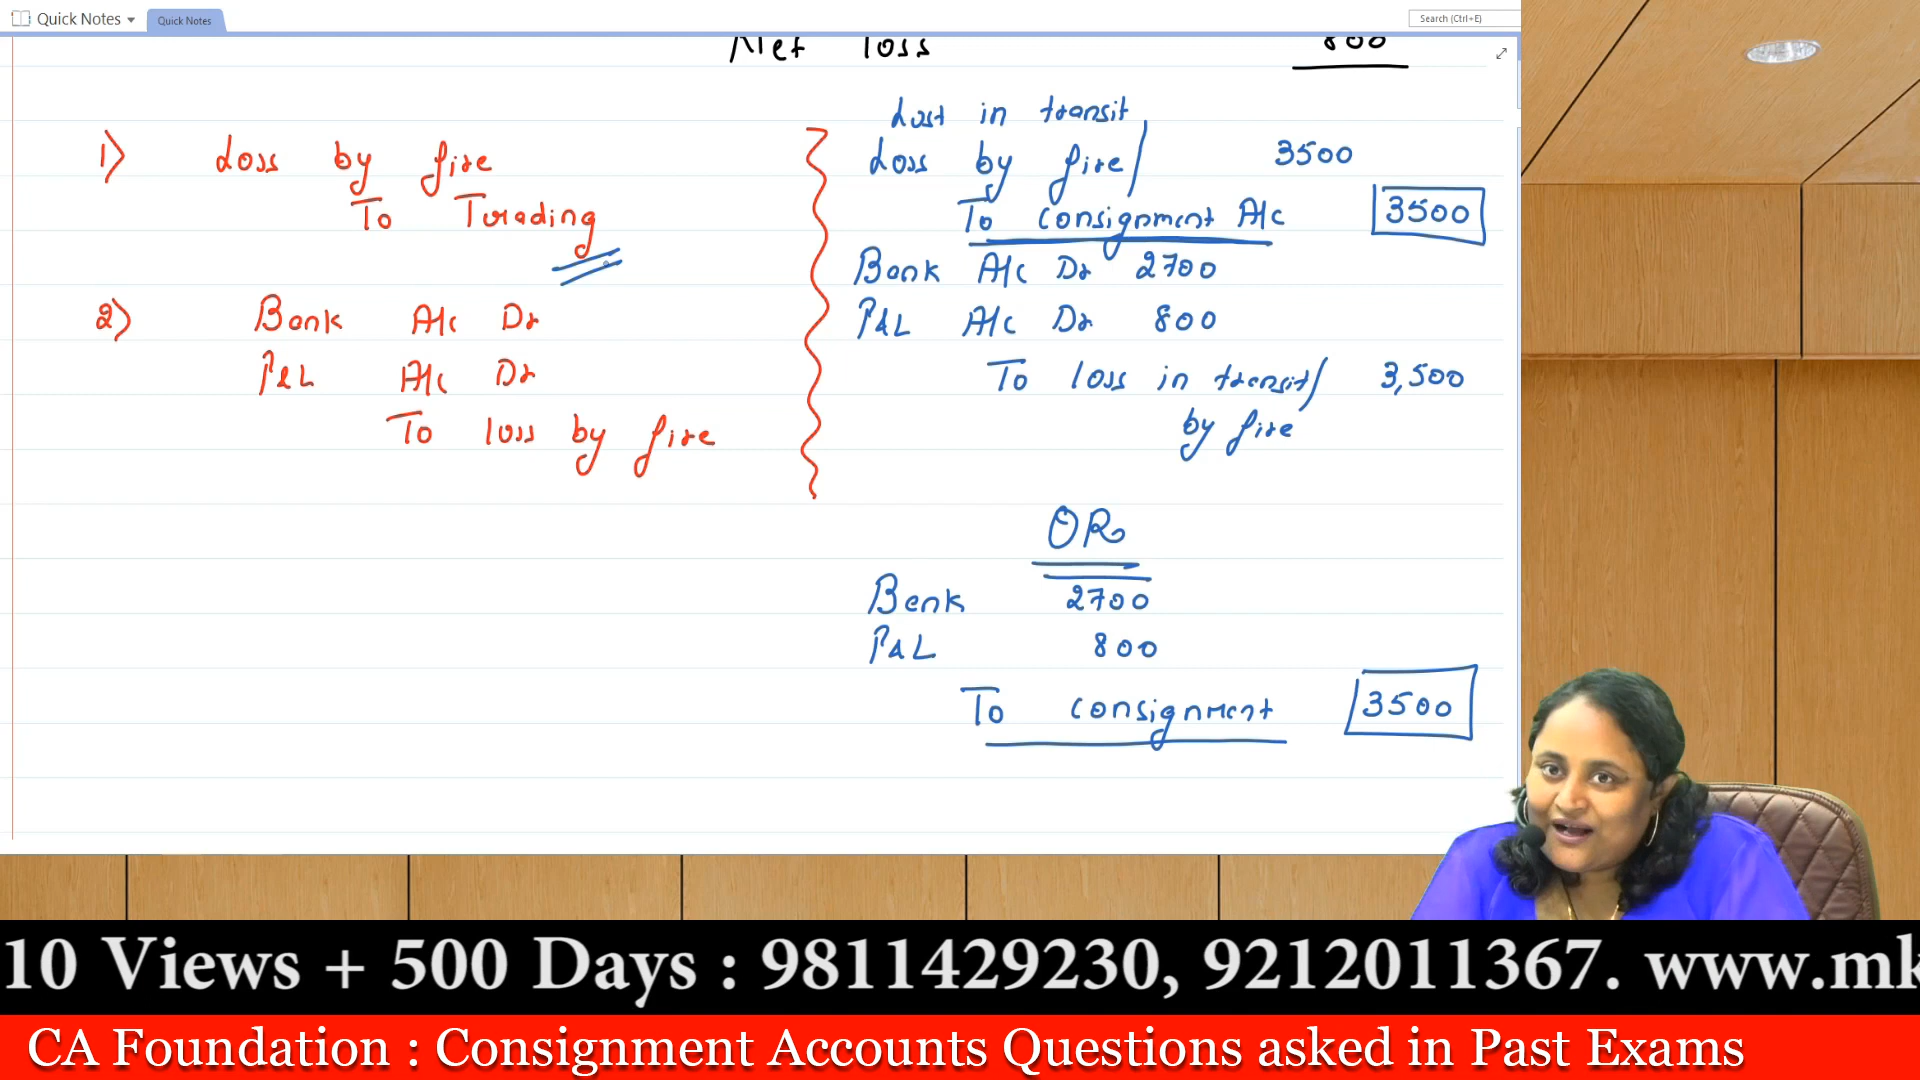 Quick Notes
Quick Notes
Search (Ctrl+E)
Net loss 800
1) Loss by fire
To Trading
2) Bank A/c Dr
P&L A/c Dr
To loss by fire
Lost in transit /
Loss by fire 3500
To consignment A/c 3500
Bank A/c Dr 2700
P&L A/c Dr 800
To loss in transit/ 3,500
by fire
OR
Bank 2700
P&L 800
To consignment 3500
10 Views + 500 Days : 9811429230, 9212011367. www.mk
CA Foundation : Consignment Accounts Questions asked in Past Exams